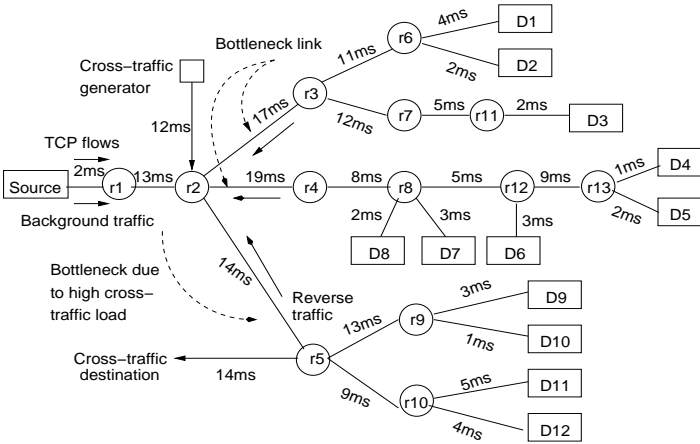 4ms
D1
r6
Bottleneck link
11ms
2ms
D2
Cross−traffic
generator
r3
17ms
12ms
r7
5ms
r11
2ms
D3
12ms
TCP flows
2ms
Source
r1
13ms
r2
19ms
r4
8ms
r8
5ms
r12
9ms
r13
1ms
D4
2ms
D5
Background traffic
2ms
3ms
3ms
D8
D7
D6
14ms
Bottleneck due
to high cross−
traffic load
Reverse
traffic
13ms
r9
3ms
D9
1ms
D10
Cross−traffic
destination
14ms
r5
9ms
r10
5ms
D11
4ms
D12